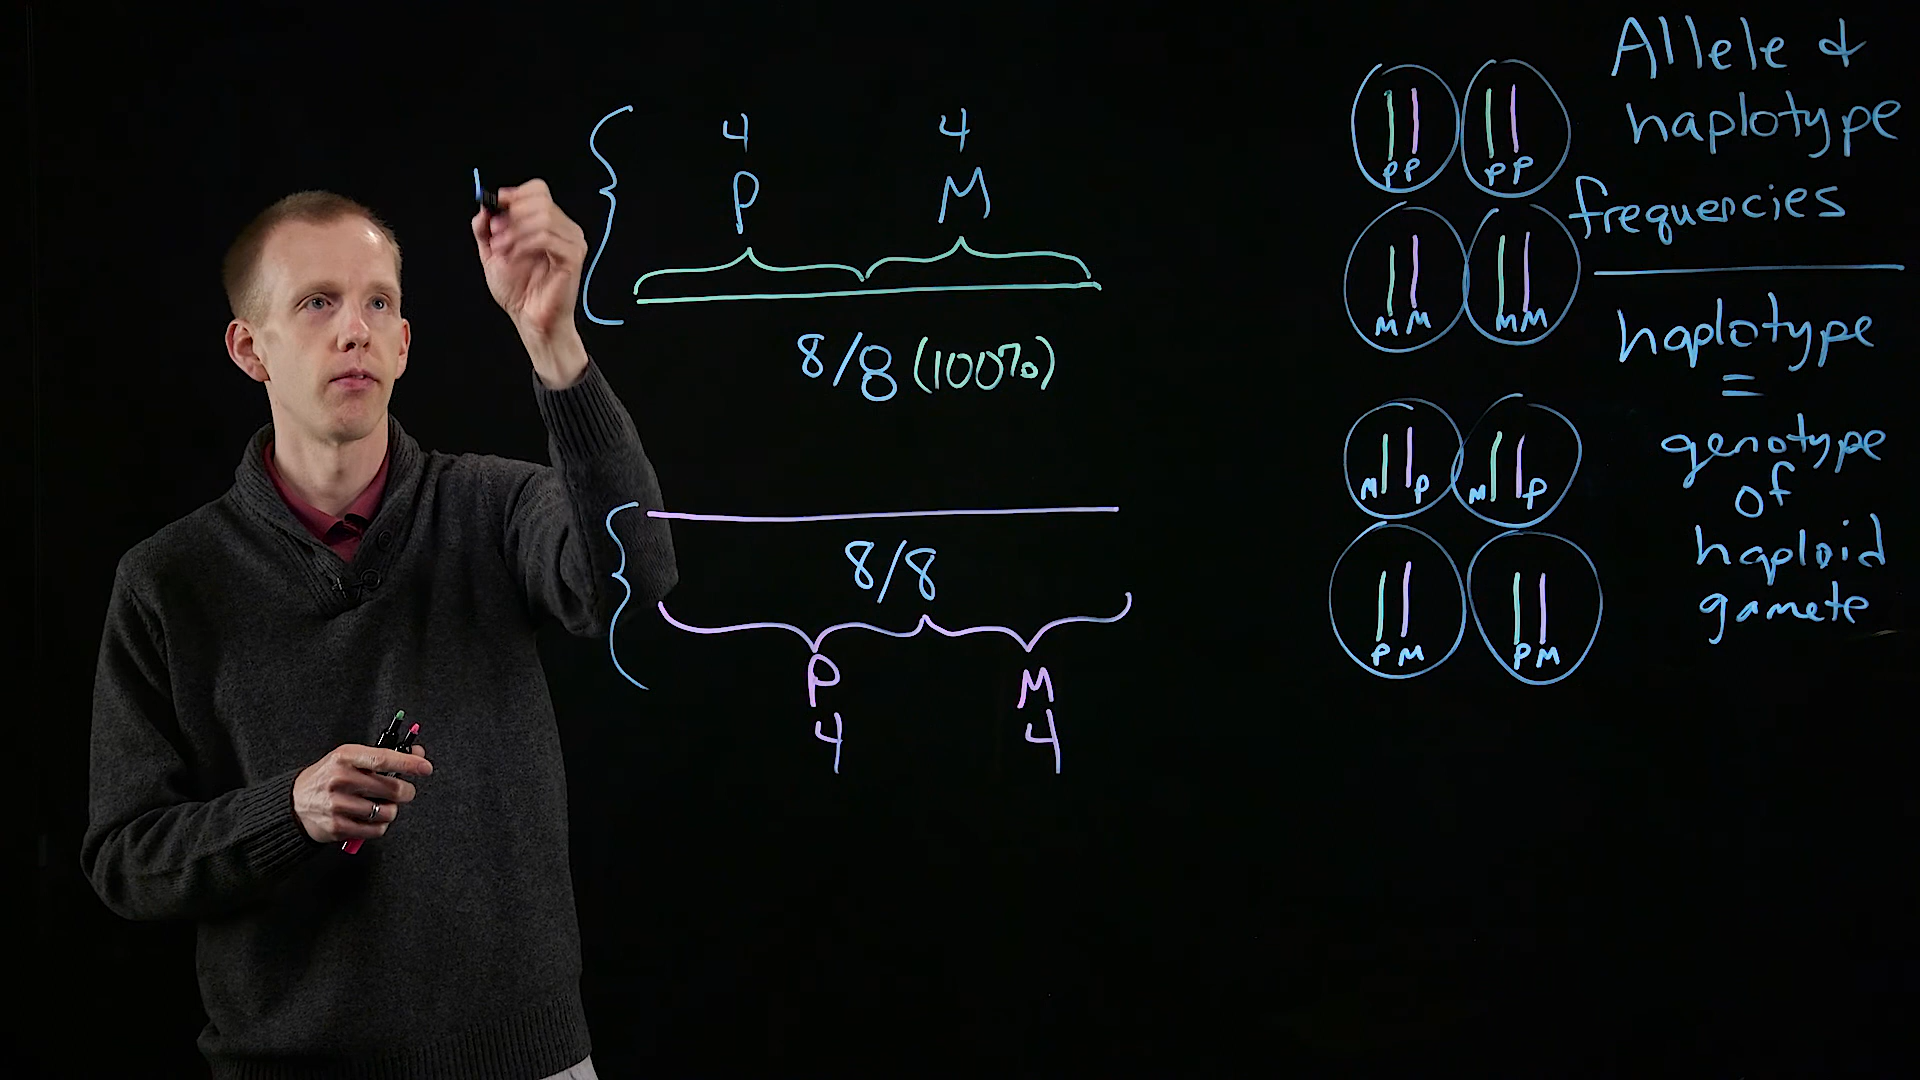 4 4
P M
8/8 (100%)
8/8
P M
4 4
PP PP
MM MM
M P M P
PM PM
Allele &
haplotype
frequencies
haplotype
=
genotype
of
haploid
gamete